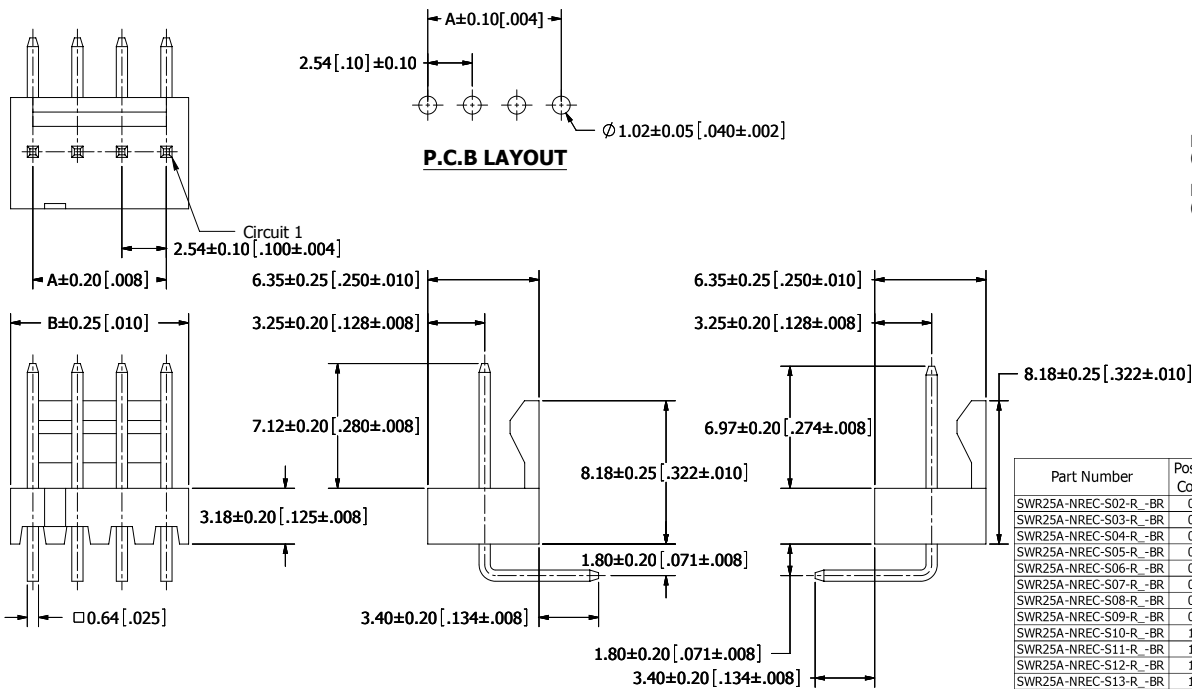 A±0.10[.004]
2.54[.10]±0.10
Ø1.02±0.05[.040±.002]
P.C.B LAYOUT
Circuit 1
2.54±0.10[.100±.004]
A±0.20[.008]
6.35±0.25[.250±.010]
6.35±0.25[.250±.010]
B±0.25[.010]
3.25±0.20[.128±.008]
3.25±0.20[.128±.008]
8.18±0.25[.322±.010]
7.12±0.20[.280±.008]
6.97±0.20[.274±.008]
8.18±0.25[.322±.010]
3.18±0.20[.125±.008]
1.80±0.20[.071±.008]
□0.64[.025]
3.40±0.20[.134±.008]
1.80±0.20[.071±.008]
3.40±0.20[.134±.008]
Part Number
SWR25A-NREC-S02-R_-BR
SWR25A-NREC-S03-R_-BR
SWR25A-NREC-S04-R_-BR
SWR25A-NREC-S05-R_-BR
SWR25A-NREC-S06-R_-BR
SWR25A-NREC-S07-R_-BR
SWR25A-NREC-S08-R_-BR
SWR25A-NREC-S09-R_-BR
SWR25A-NREC-S10-R_-BR
SWR25A-NREC-S11-R_-BR
SWR25A-NREC-S12-R_-BR
SWR25A-NREC-S13-R_-BR